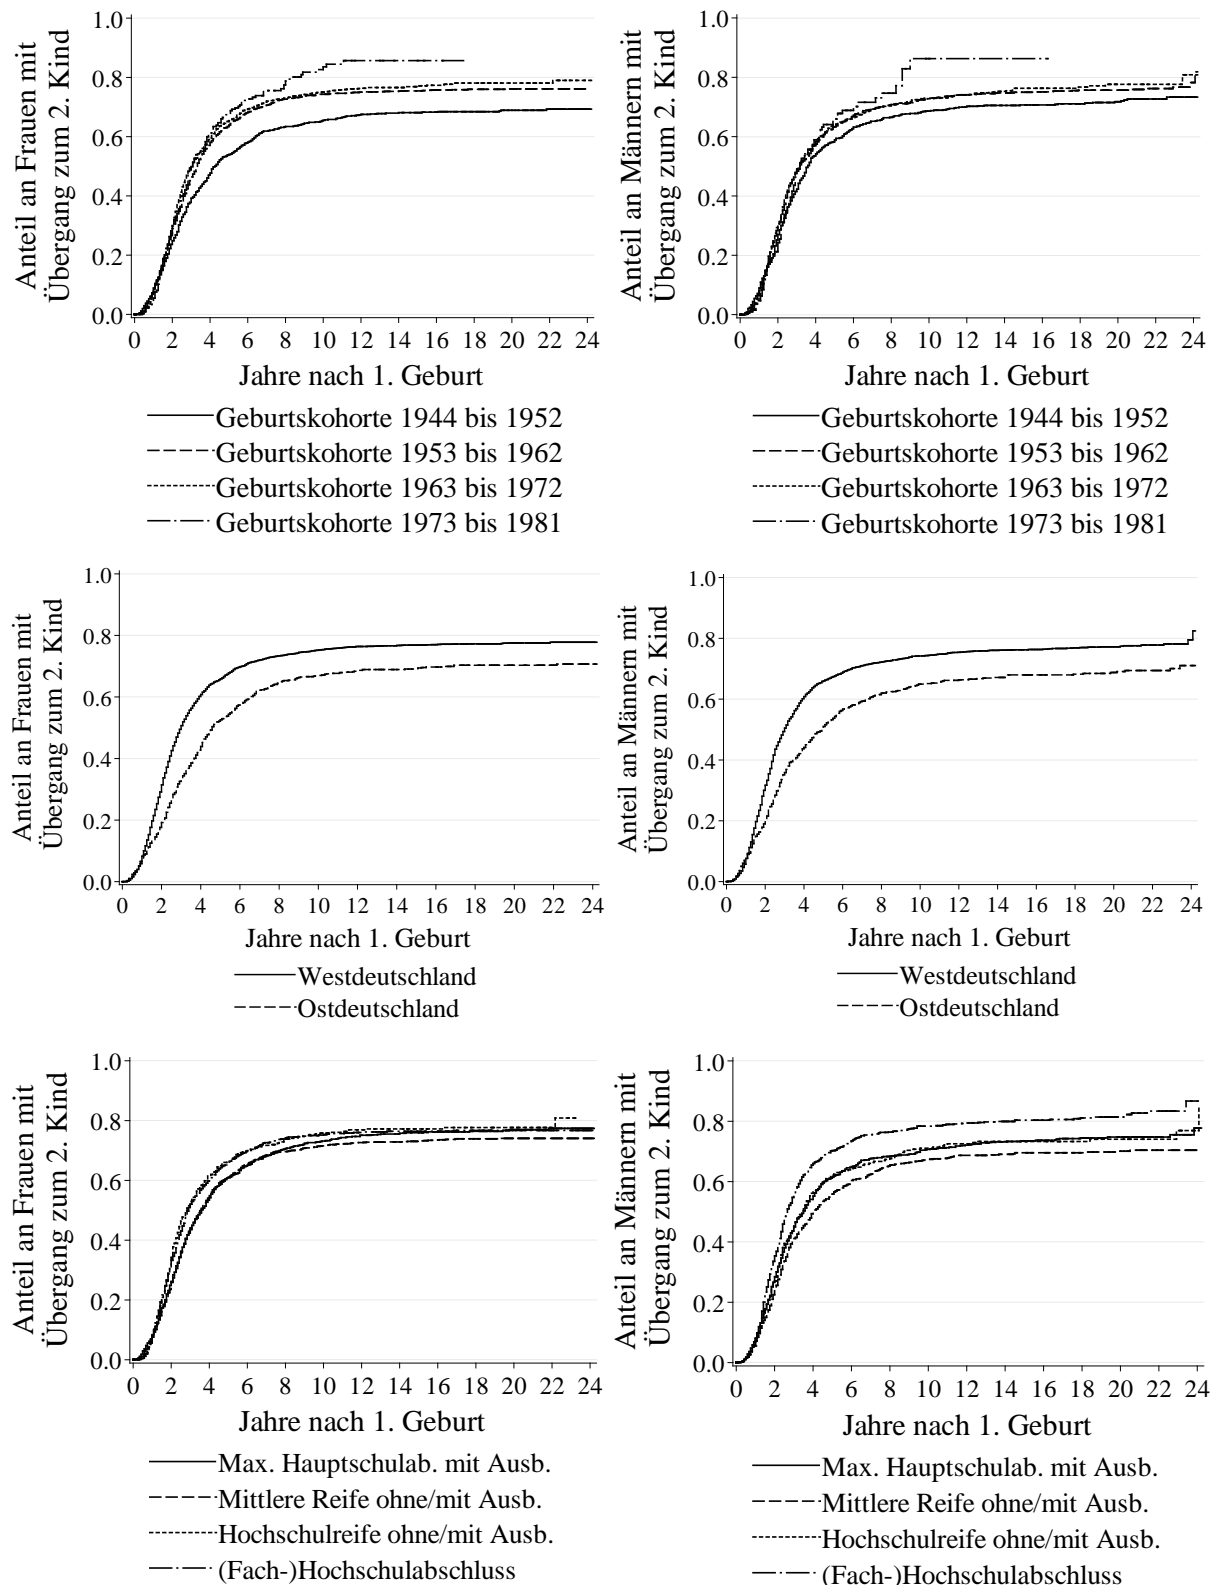 Anteil an Frauen mit
Übergang zum 2. Kind
1.0
0.8
0.6
0.4
0.2
0.0
0 2 4 6 8 10 12 14 16 18 20 22 24
Jahre nach 1. Geburt
Geburtskohorte 1944 bis 1952
Geburtskohorte 1953 bis 1962
Geburtskohorte 1963 bis 1972
Geburtskohorte 1973 bis 1981
Anteil an Männern mit
Übergang zum 2. Kind
1.0
0.8
0.6
0.4
0.2
0.0
0 2 4 6 8 10 12 14 16 18 20 22 24
Jahre nach 1. Geburt
Geburtskohorte 1944 bis 1952
Geburtskohorte 1953 bis 1962
Geburtskohorte 1963 bis 1972
Geburtskohorte 1973 bis 1981
Anteil an Frauen mit
Übergang zum 2. Kind
1.0
0.8
0.6
0.4
0.2
0.0
0 2 4 6 8 10 12 14 16 18 20 22 24
Jahre nach 1. Geburt
Westdeutschland
Ostdeutschland
Anteil an Männern mit
Übergang zum 2. Kind
1.0
0.8
0.6
0.4
0.2
0.0
0 2 4 6 8 10 12 14 16 18 20 22 24
Jahre nach 1. Geburt
Westdeutschland
Ostdeutschland
Anteil an Frauen mit
Übergang zum 2. Kind
1.0
0.8
0.6
0.4
0.2
0.0
0 2 4 6 8 10 12 14 16 18 20 22 24
Jahre nach 1. Geburt
Max. Hauptschulab. mit Ausb.
Mittlere Reife ohne/mit Ausb.
Hochschulreife ohne/mit Ausb.
(Fach-)Hochschulabschluss
Anteil an Männern mit
Übergang zum 2. Kind
1.0
0.8
0.6
0.4
0.2
0.0
0 2 4 6 8 10 12 14 16 18 20 22 24
Jahre nach 1. Geburt
Max. Hauptschulab. mit Ausb.
Mittlere Reife ohne/mit Ausb.
Hochschulreife ohne/mit Ausb.
(Fach-)Hochschulabschluss